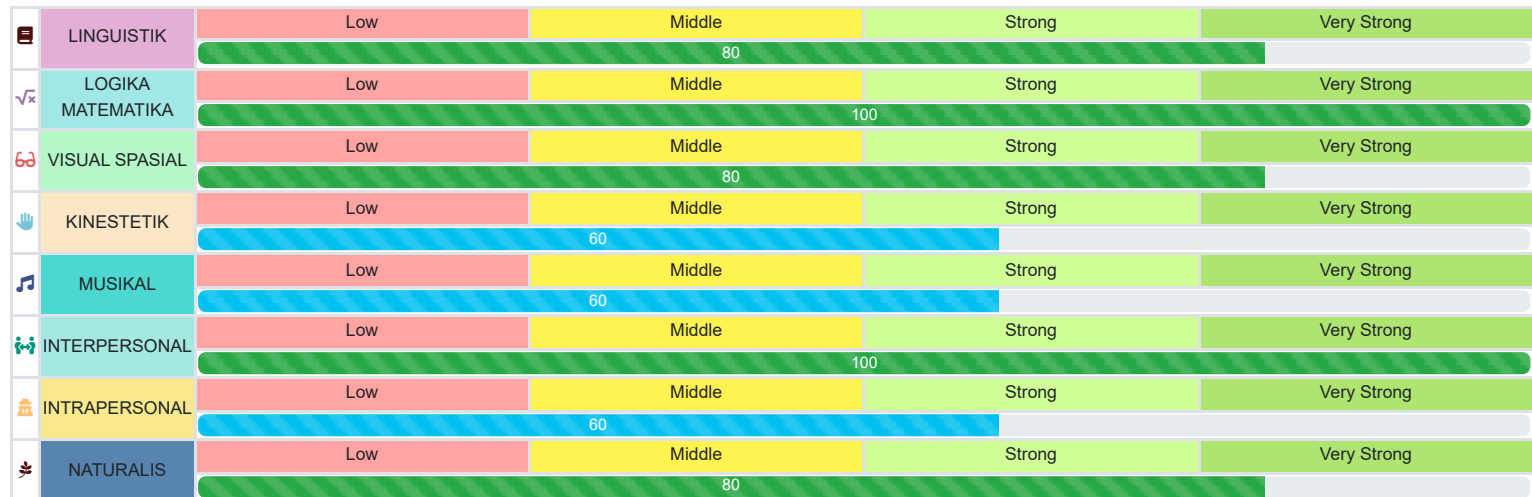 Low Middle Strong Very Strong
LINGUISTIK
80
LOGIKA
MATEMATIKA
Low Middle Strong Very Strong
100
Low Middle Strong Very Strong
VISUAL SPASIAL
80
Low Middle Strong Very Strong
KINESTETIK
60
Low Middle Strong Very Strong
MUSIKAL
60
Low Middle Strong Very Strong
INTERPERSONAL
100
Low Middle Strong Very Strong
INTRAPERSONAL
60
Low Middle Strong Very Strong
NATURALIS
80